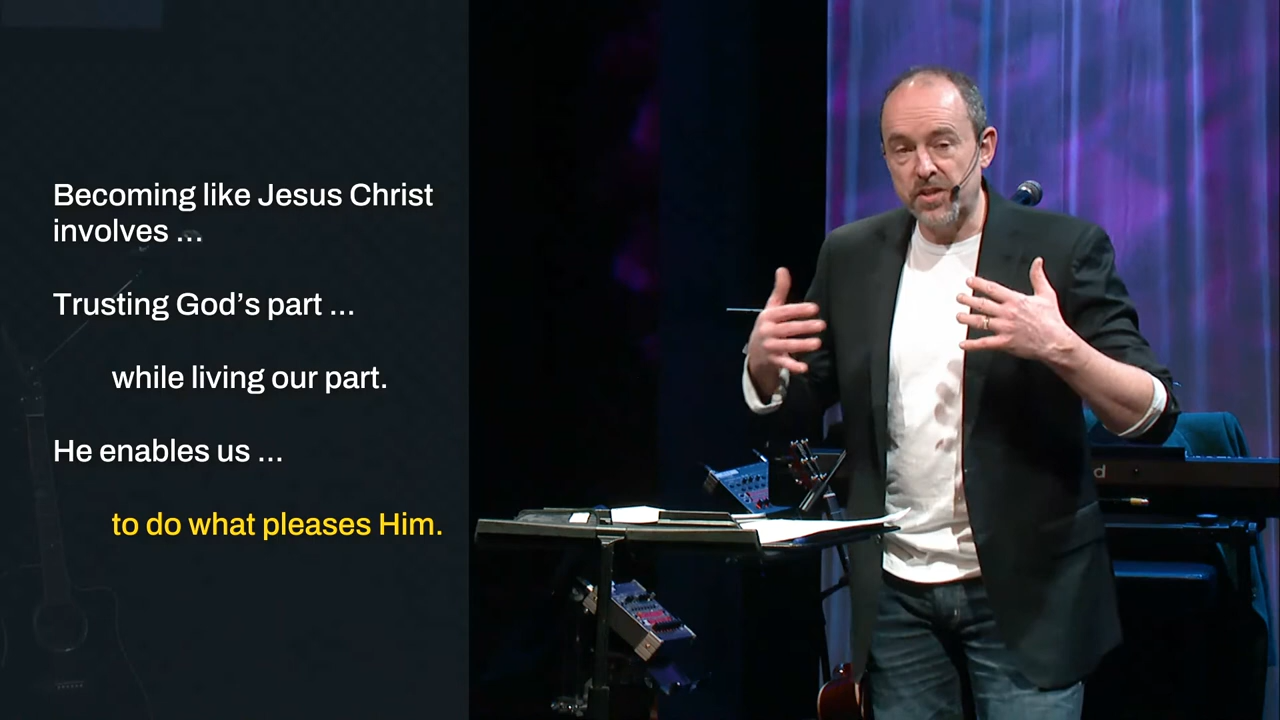 Becoming like Jesus Christ
involves ...
Trusting God's part ...
while living our part.
He enables us ...
to do what pleases Him.